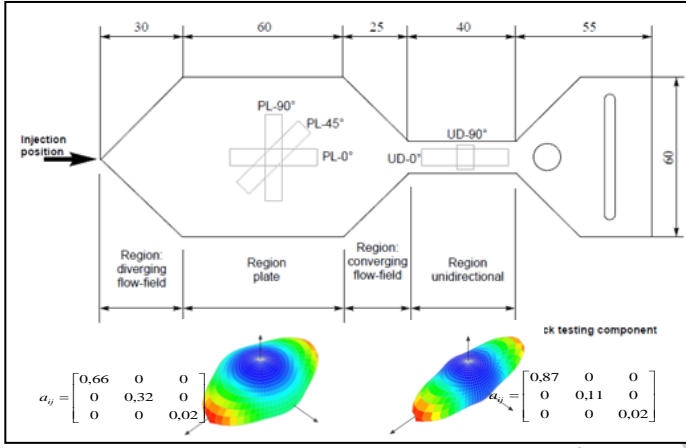 30 60 25 40 55
PL-90°
PL-45°
PL-0°
UD-90°
UD-0°
Injection
position
60
Region:
diverging
flow-field
Region
plate
Region:
converging
flow-field
Region
unidirectional
ck testing component
a_ij = [0,66 0 0
0 0,32 0
0 0 0,02]
a_ij = [0,87 0 0
0 0,11 0
0 0 0,02]